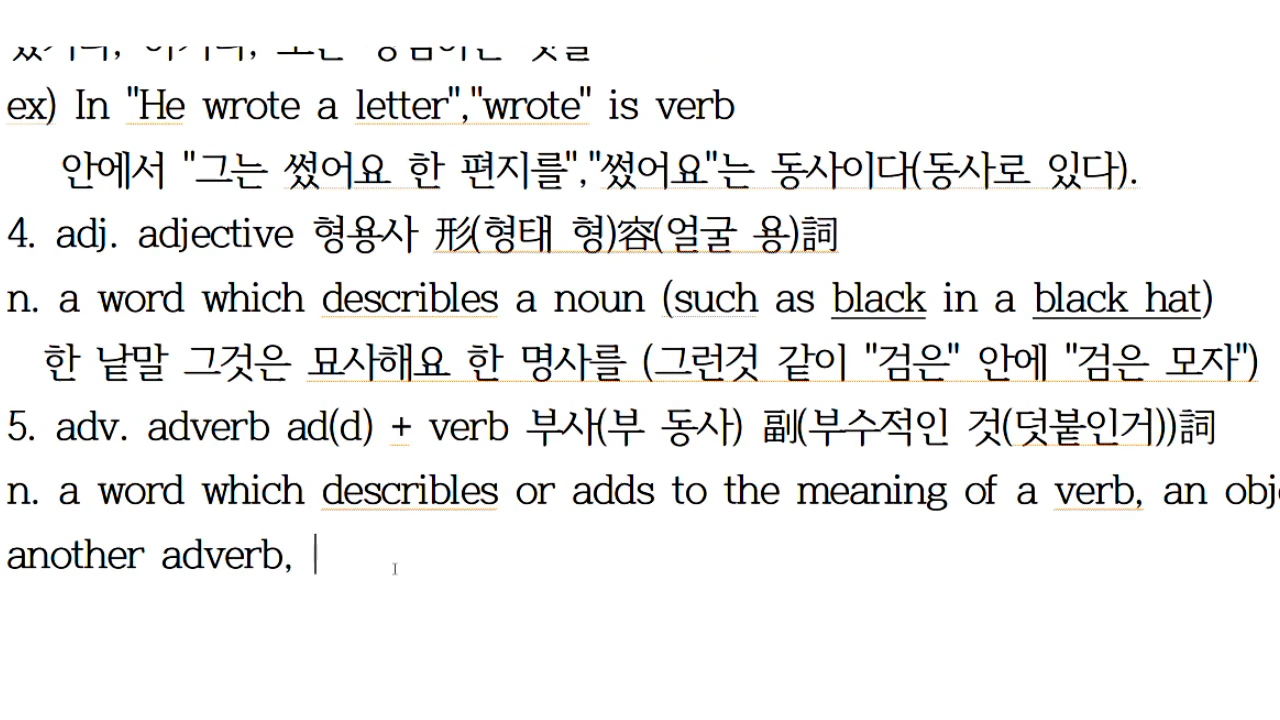 ex) In "He wrote a letter","wrote" is verb
안에서 "그는 썼어요 한 편지를","썼어요"는 동사이다(동사로 있다).
4. adj. adjective 형용사 形(형태 형)容(얼굴 용)詞
n. a word which describles a noun (such as black in a black hat)
한 낱말 그것은 묘사해요 한 명사를 (그런것 같이 "검은" 안에 "검은 모자")
5. adv. adverb ad(d) + verb 부사(부 동사) 副(부수적인 것(덧붙인거))詞
n. a word which describles or adds to the meaning of a verb, an
another adverb,